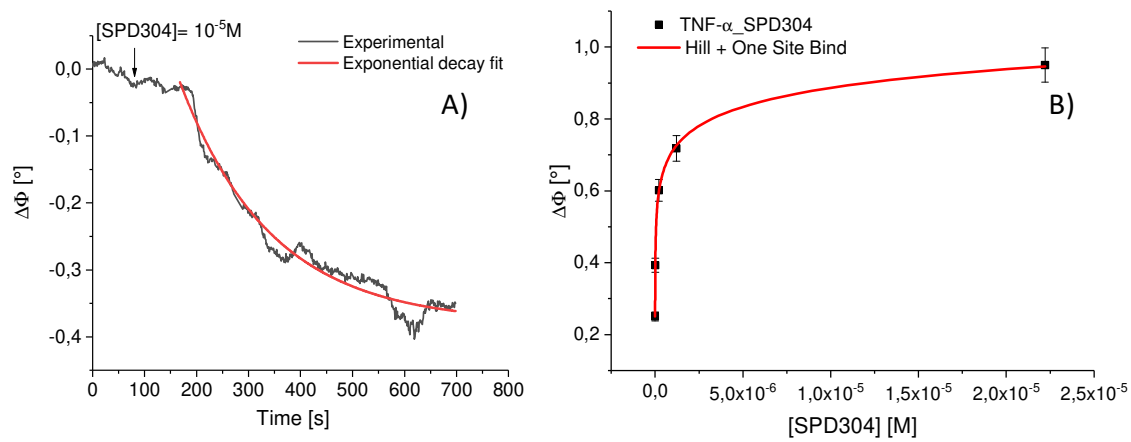 [SPD304]= 10⁻⁵M
Experimental
Exponential decay fit
A)
0,0
-0,1
-0,2
-0,3
-0,4
ΔΦ [°]
0 100 200 300 400 500 600 700 800
Time [s]
TNF-α_SPD304
Hill + One Site Bind
B)
1,0
0,8
0,6
0,4
0,2
ΔΦ [°]
0,0 5,0x10⁻⁶ 1,0x10⁻⁵ 1,5x10⁻⁵ 2,0x10⁻⁵ 2,5x10⁻⁵
[SPD304] [M]